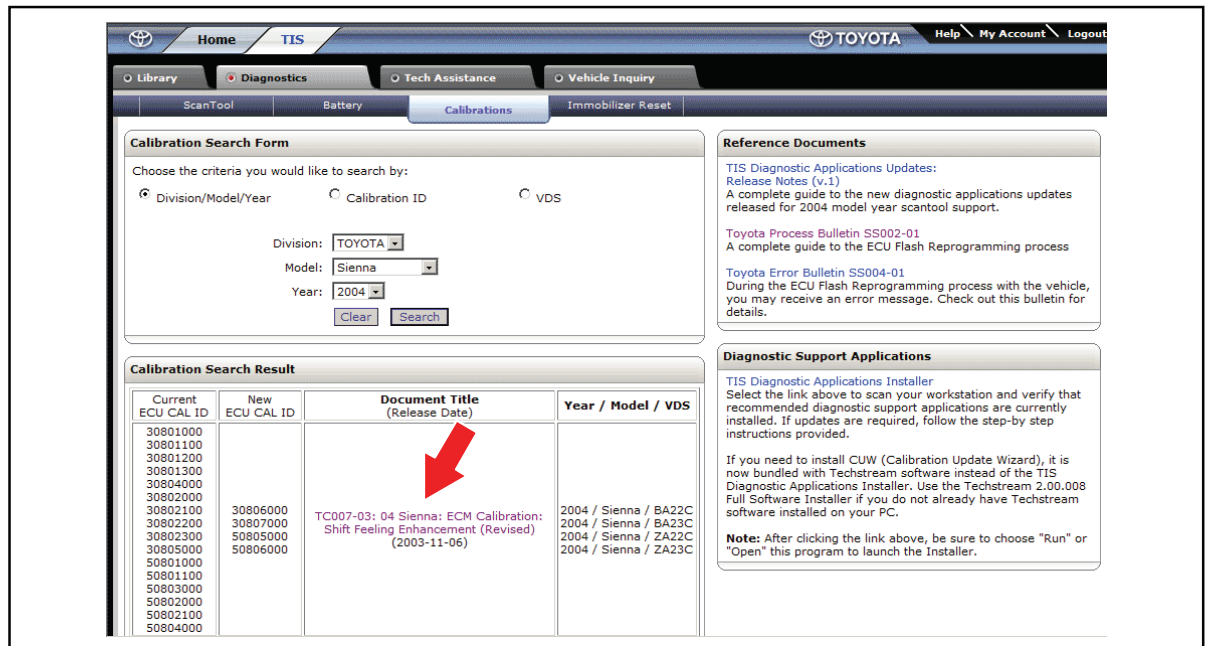 Home
TIS
TOYOTA
Help
My Account
Logout
Library
Diagnostics
Tech Assistance
Vehicle Inquiry
ScanTool
Battery
Calibrations
Immobilizer Reset
Calibration Search Form
Choose the criteria you would like to search by:
Division/Model/Year
Calibration ID
VDS
Division: TOYOTA
Model: Sienna
Year: 2004
Clear
Search
Calibration Search Result
Current
ECU CAL ID
New
ECU CAL ID
Document Title
(Release Date)
Year / Model / VDS
30801000
30801100
30801200
30801300
30804000
30802000
30802100
30802200
30802300
30805000
50801000
50801100
50803000
50802000
50802100
50804000
30806000
30807000
50805000
50806000
TC007-03: 04 Sienna: ECM Calibration:
Shift Feeling Enhancement (Revised)
(2003-11-06)
2004 / Sienna / BA22C
2004 / Sienna / BA23C
2004 / Sienna / ZA22C
2004 / Sienna / ZA23C
Reference Documents
TIS Diagnostic Applications Updates:
Release Notes (v.1)
A complete guide to the new diagnostic applications updates
released for 2004 model year scantool support.
Toyota Process Bulletin SS002-01
A complete guide to the ECU Flash Reprogramming process
Toyota Error Bulletin SS004-01
During the ECU Flash Reprogramming process with the vehicle,
you may receive an error message. Check out this bulletin for
details.
Diagnostic Support Applications
TIS Diagnostic Applications Installer
Select the link above to scan your workstation and verify that
recommended diagnostic support applications are currently
installed. If updates are required, follow the step-by step
instructions provided.
If you need to install CUW (Calibration Update Wizard), it is
now bundled with Techstream software instead of the TIS
Diagnostic Applications Installer. Use the Techstream 2.00.008
Full Software Installer if you do not already have Techstream
software installed on your PC.
Note: After clicking the link above, be sure to choose "Run" or
"Open" this program to launch the Installer.